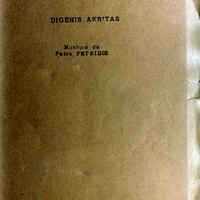 DIGENIS AKRITAS
Musique de
Petro PETRIDIS